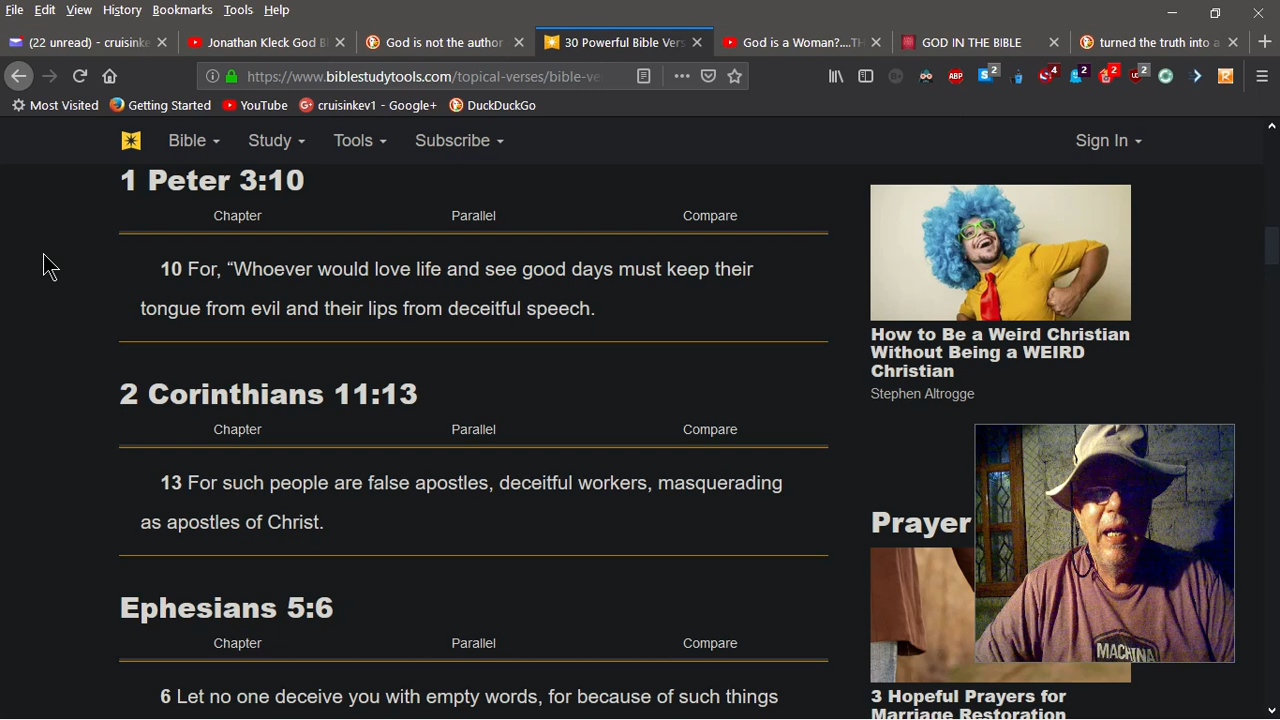 File Edit View History Bookmarks Tools Help
(22 unread) - cruisinke
Jonathan Kleck God B
God is not the author
30 Powerful Bible Vers
God is a Woman?....TH
GOD IN THE BIBLE
turned the truth into a
https://www.biblestudytools.com/topical-verses/bible-ve
ABP
2
4
2
2
2
Most Visited Getting Started YouTube cruisinkev1 - Google+ DuckDuckGo
Bible Study Tools Subscribe Sign In
1 Peter 3:10
Chapter Parallel Compare
10 For, “Whoever would love life and see good days must keep their
tongue from evil and their lips from deceitful speech.
2 Corinthians 11:13
Chapter Parallel Compare
13 For such people are false apostles, deceitful workers, masquerading
as apostles of Christ.
Ephesians 5:6
Chapter Parallel Compare
6 Let no one deceive you with empty words, for because of such things
How to Be a Weird Christian
Without Being a WEIRD
Christian
Stephen Altrogge
Prayer
MACHINA
3 Hopeful Prayers for
Marriage Restoration